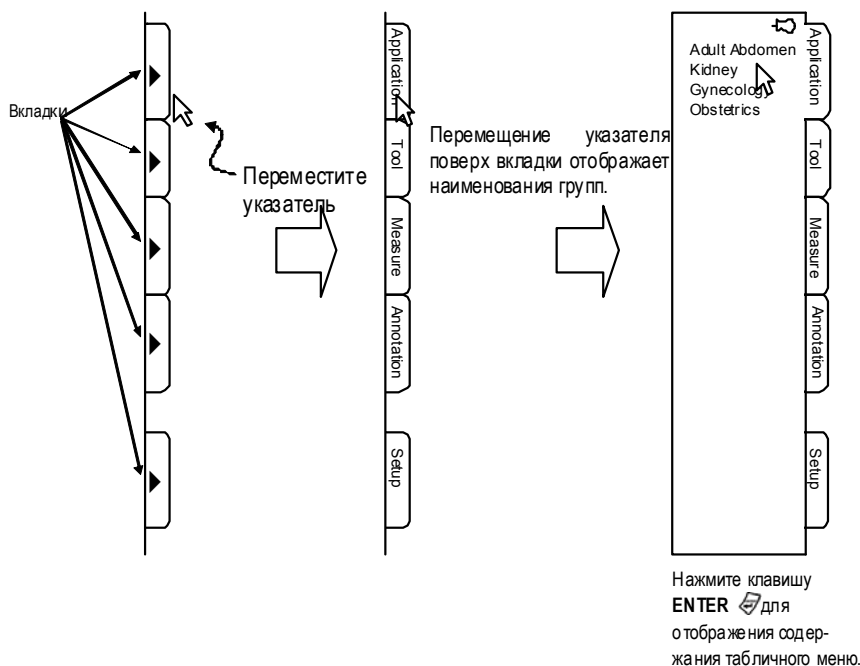 Вкладки
Переместите
указатель
Application
Tool
Measure
Annotation
Setup
Перемещение указателя
поверх вкладки отображает
наименования групп.
Adult Abdomen
Kidney
Gynecology
Obstetrics
Application
Tool
Measure
Annotation
Setup
Нажмите клавишу
ENTER для
отображения содер-
жания табличного меню.